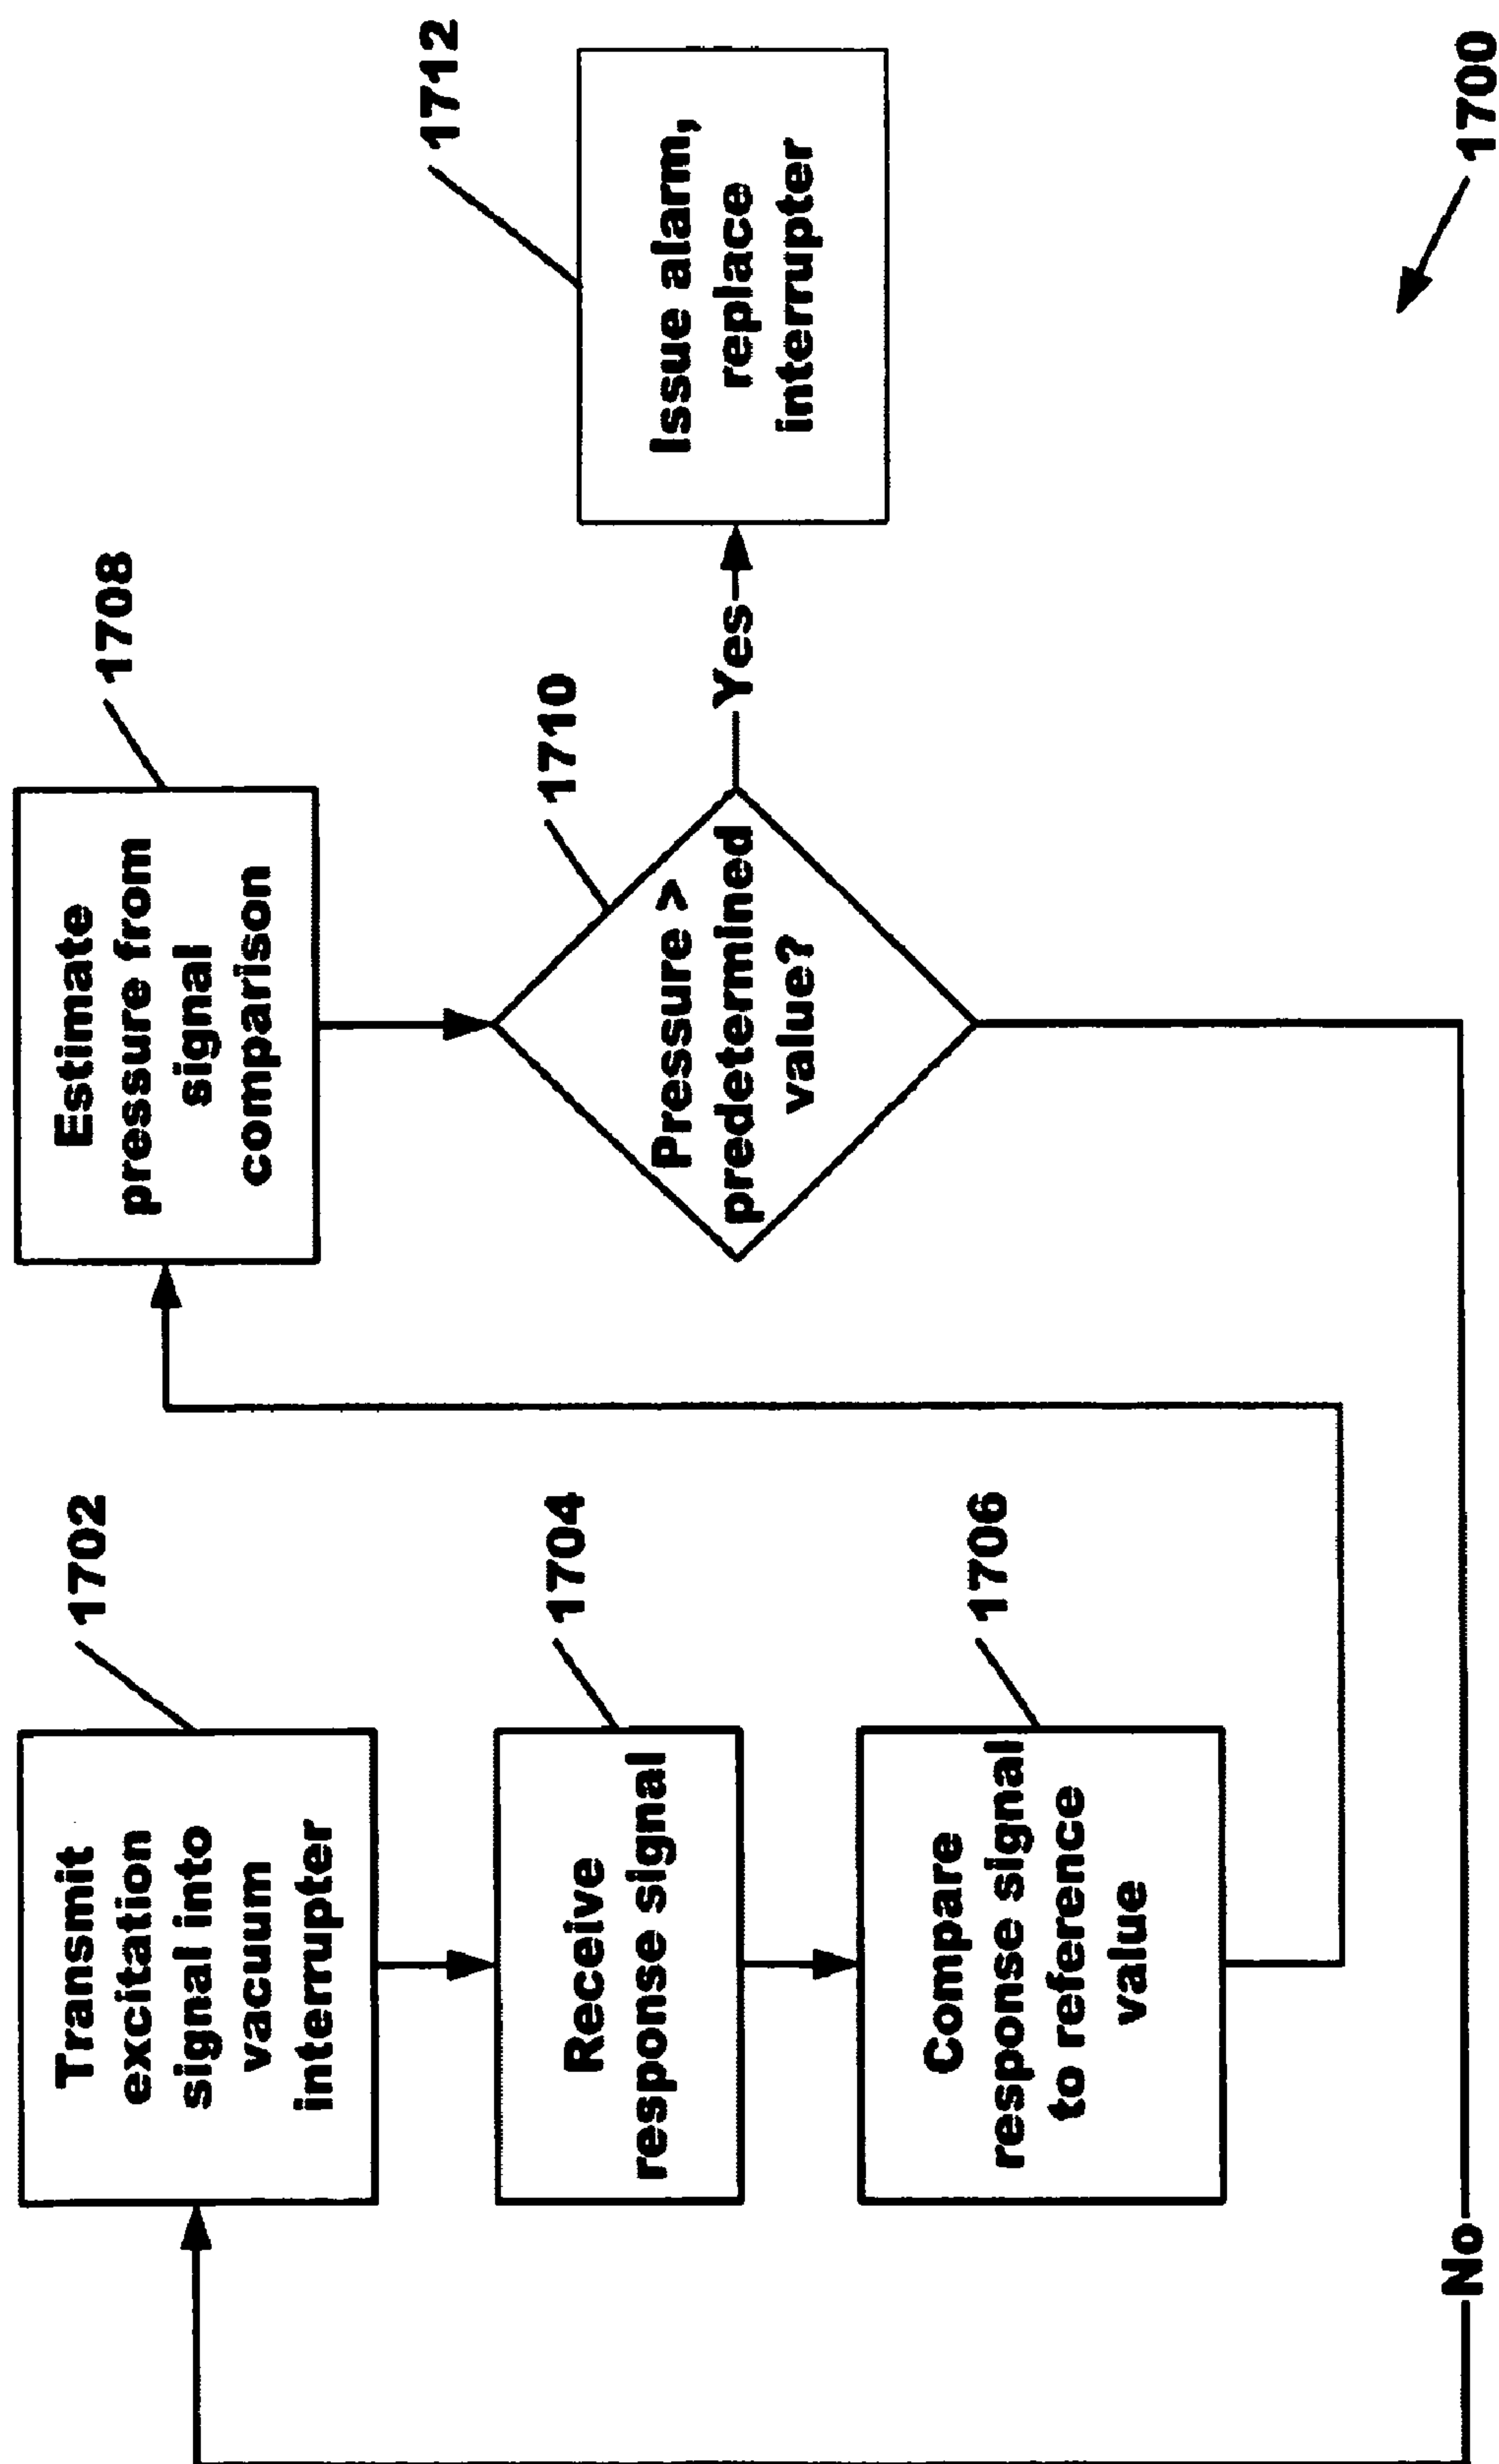 1702
Transmit
excitation
signal into
vacuum
interrupter
1704
Receive
response signal
1706
Compare
response signal
to reference
value
1708
Estimate
pressure from
signal
comparison
1710
Pressure >
predetermined
value?
Yes
1712
Issue alarm,
replace
interrupter
No
1700